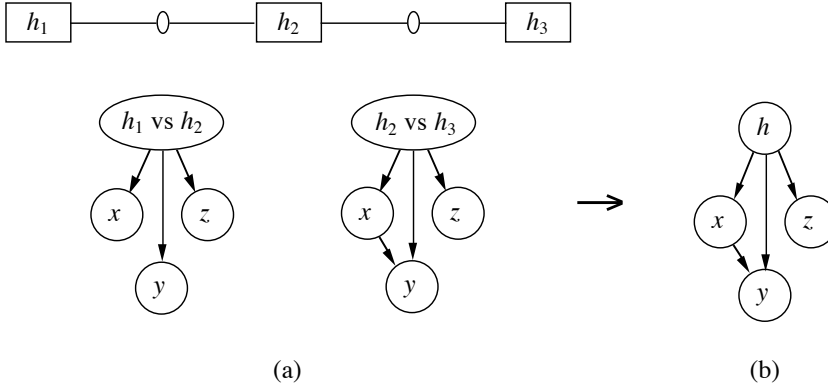 h₁ h₂ h₃
h₁ vs h₂ h₂ vs h₃ h
x z x z x z
y y y
(a) (b)